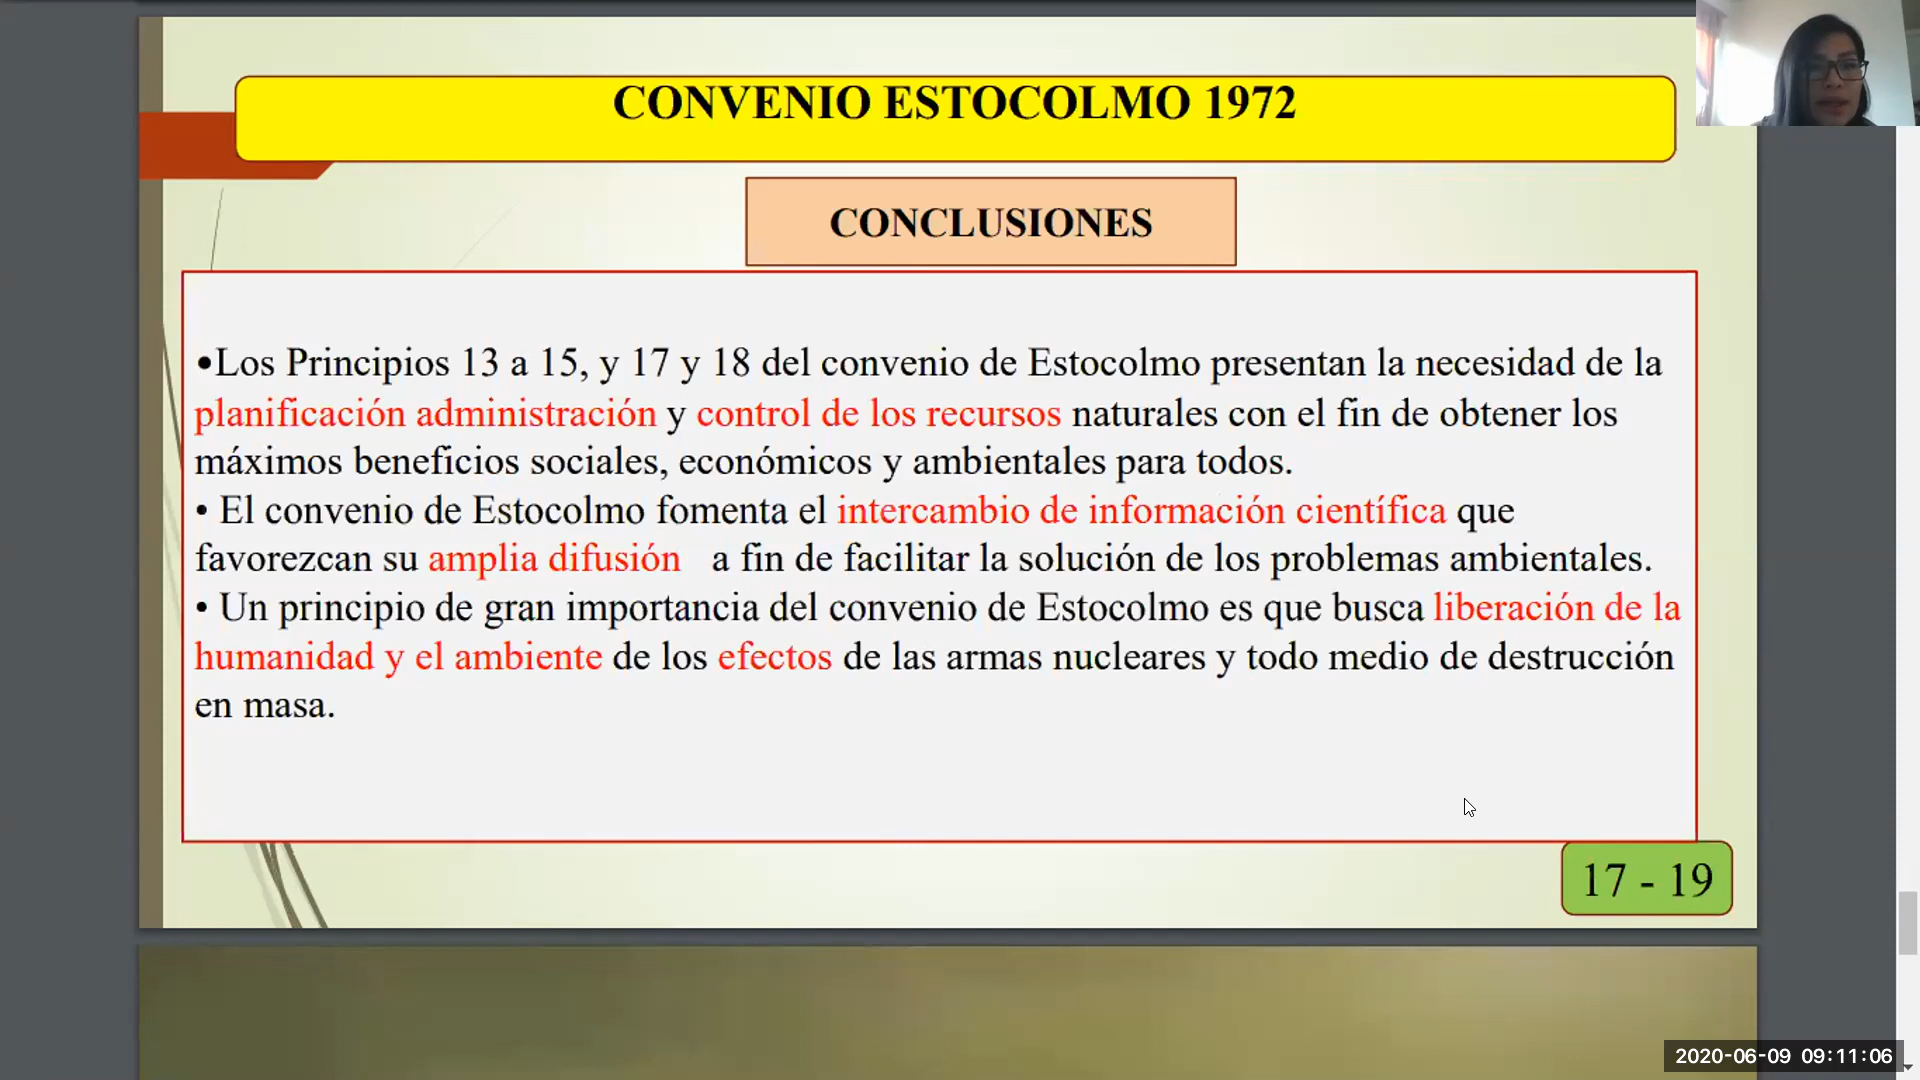 CONVENIO ESTOCOLMO 1972
CONCLUSIONES
•Los Principios 13 a 15, y 17 y 18 del convenio de Estocolmo presentan la necesidad de la
planificación administración y control de los recursos naturales con el fin de obtener los
máximos beneficios sociales, económicos y ambientales para todos.
• El convenio de Estocolmo fomenta el intercambio de información científica que
favorezcan su amplia difusión a fin de facilitar la solución de los problemas ambientales.
• Un principio de gran importancia del convenio de Estocolmo es que busca liberación de la
humanidad y el ambiente de los efectos de las armas nucleares y todo medio de destrucción
en masa.
17 - 19
2020-06-09 09:11:06